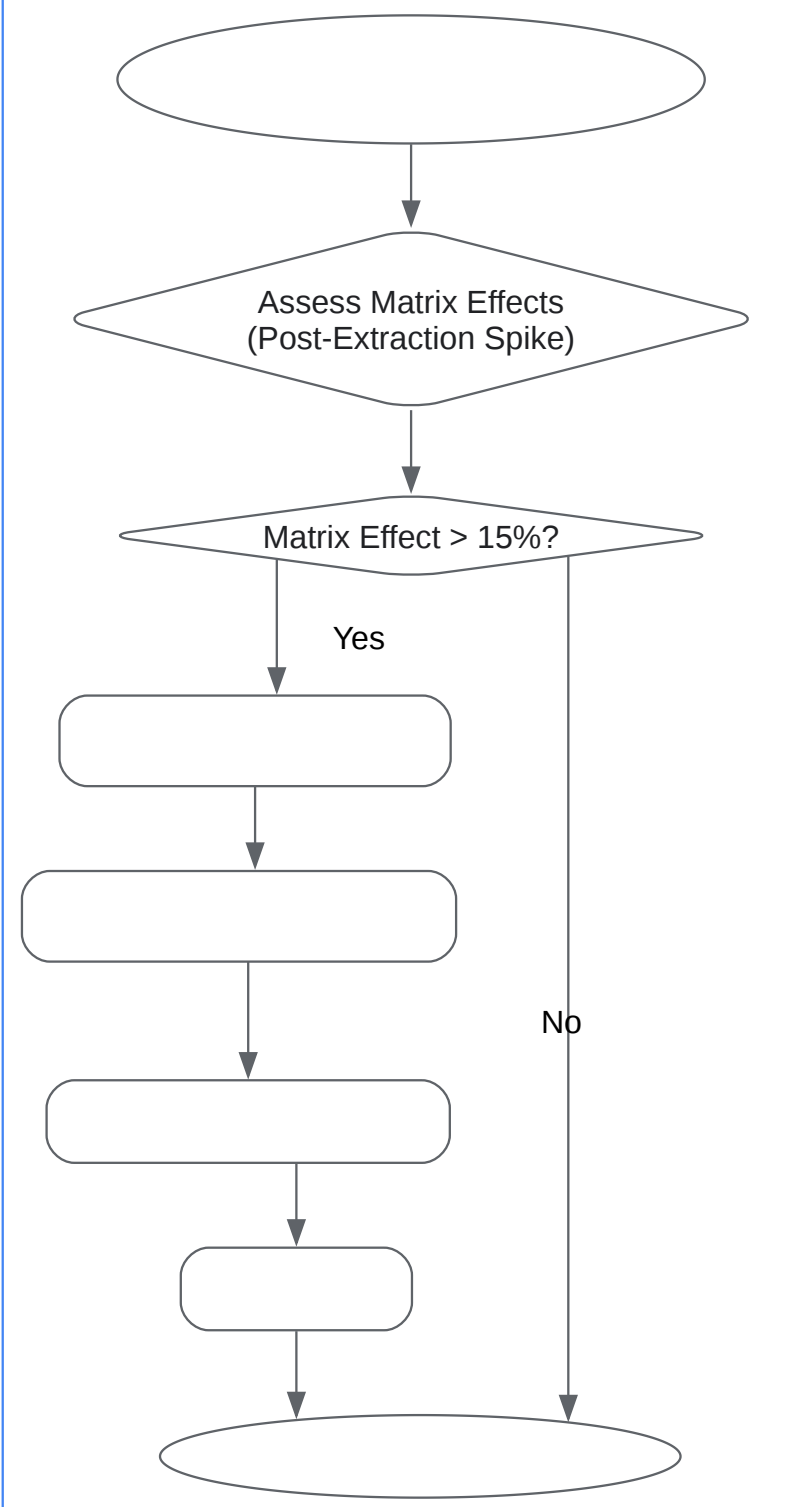 Assess Matrix Effects
(Post-Extraction Spike)
Matrix Effect > 15%?
Yes
No